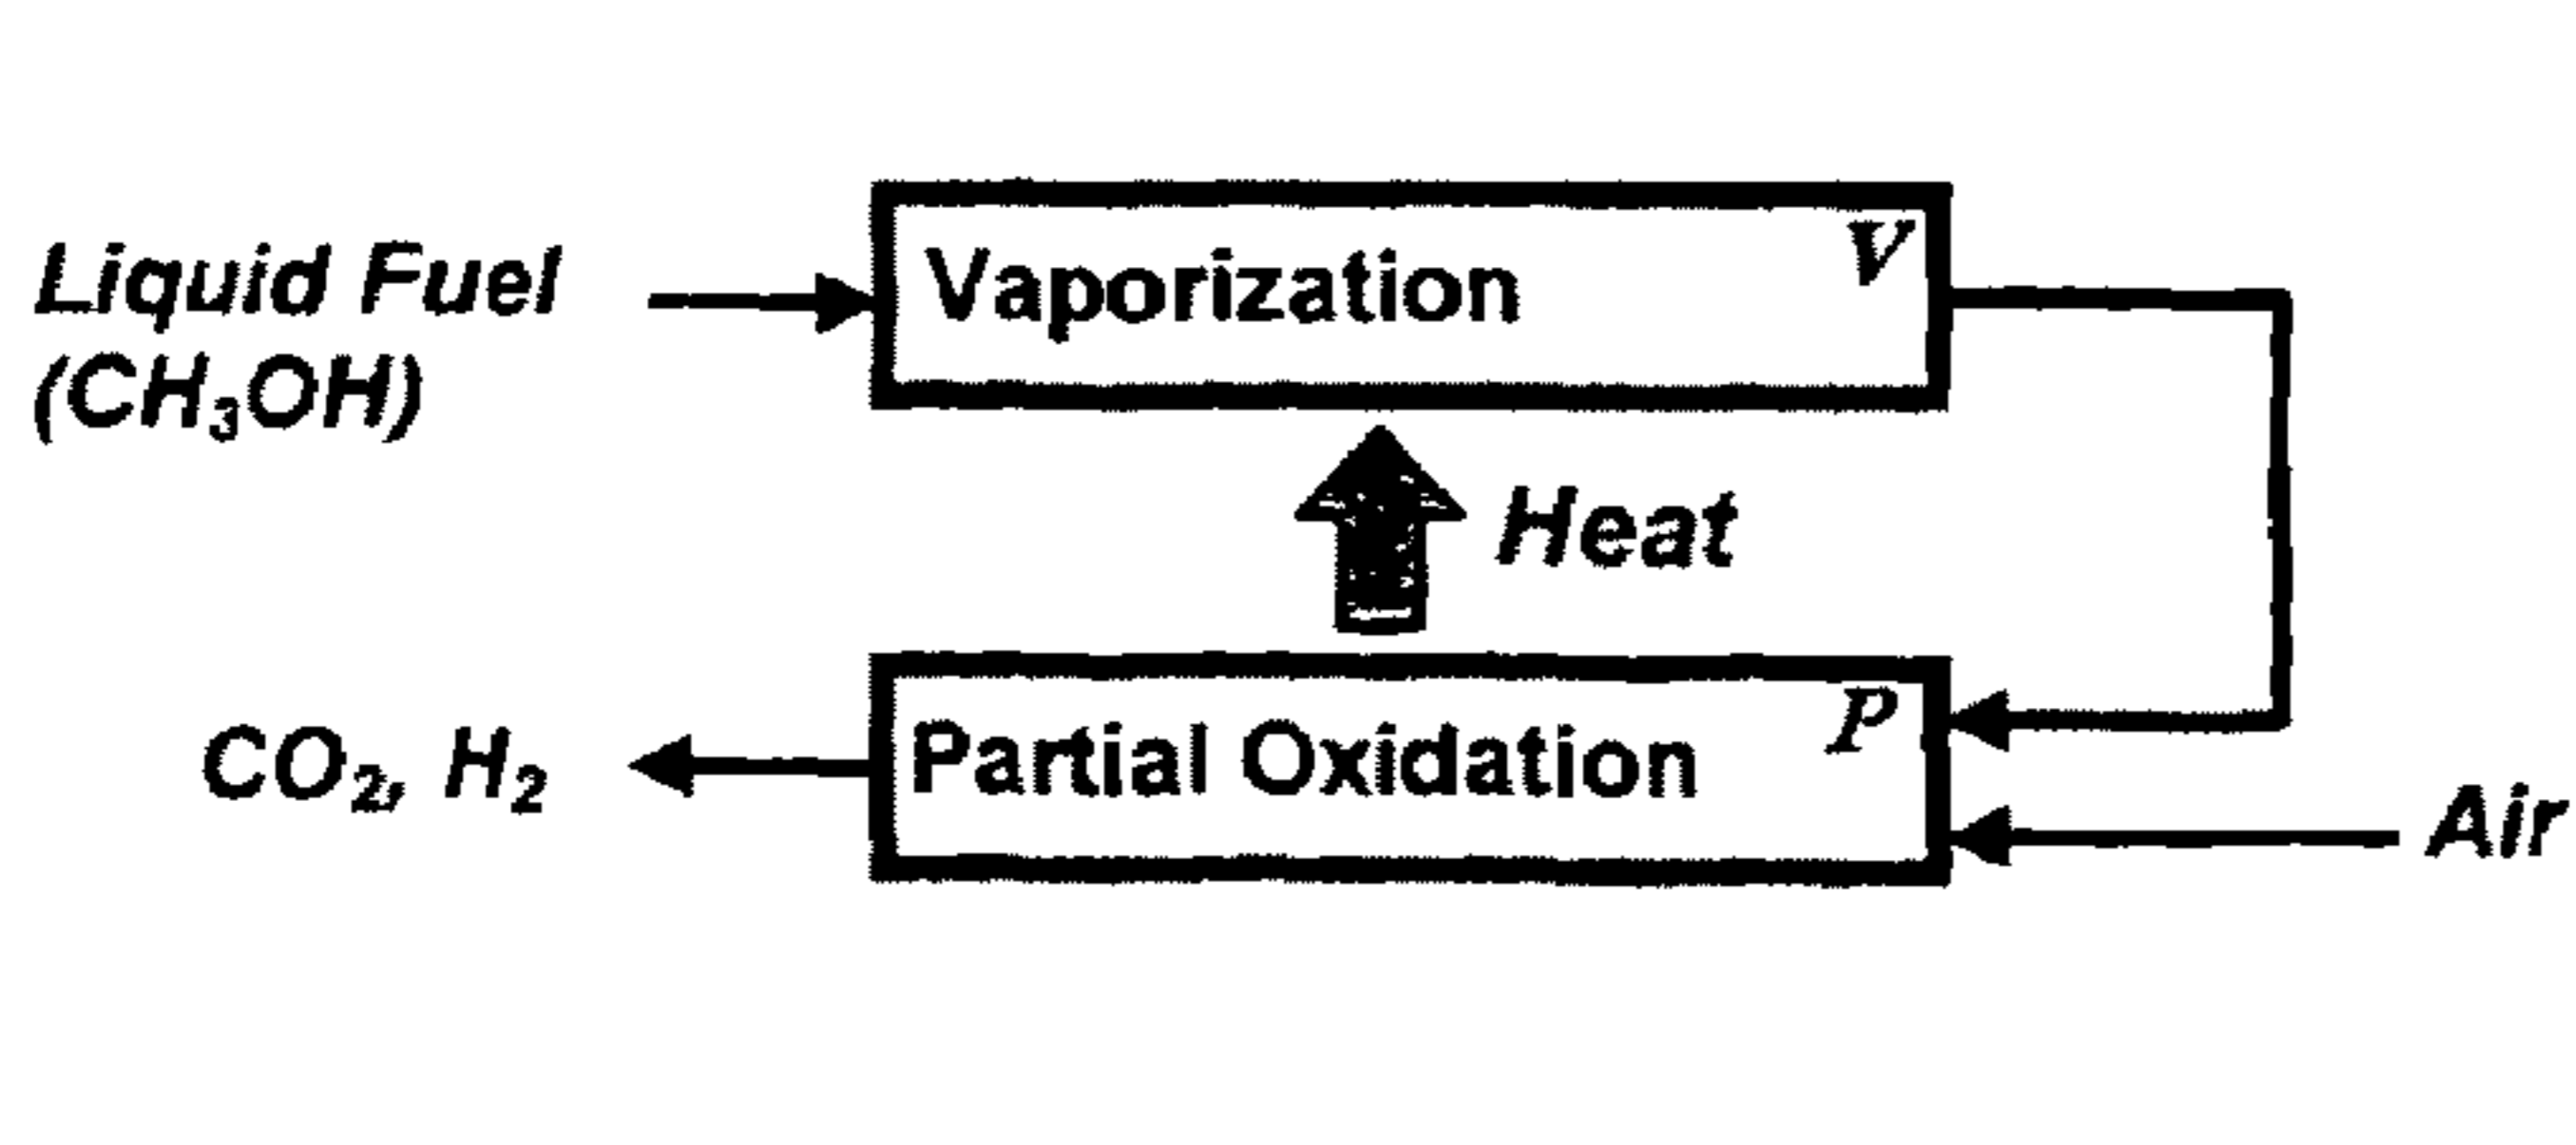 Liquid Fuel
(CH₃OH)
Vaporization
V
Heat
CO₂, H₂
Partial Oxidation
P
Air